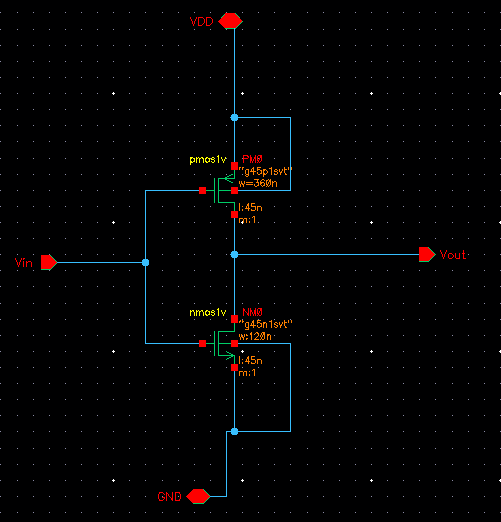 VDD
pmos1v PM0
"g45p1svt"
w=360n
l:45n
m:1
Vin
Vout
nmos1v NM0
"g45n1svt"
w:120n
l:45n
m:1
GND